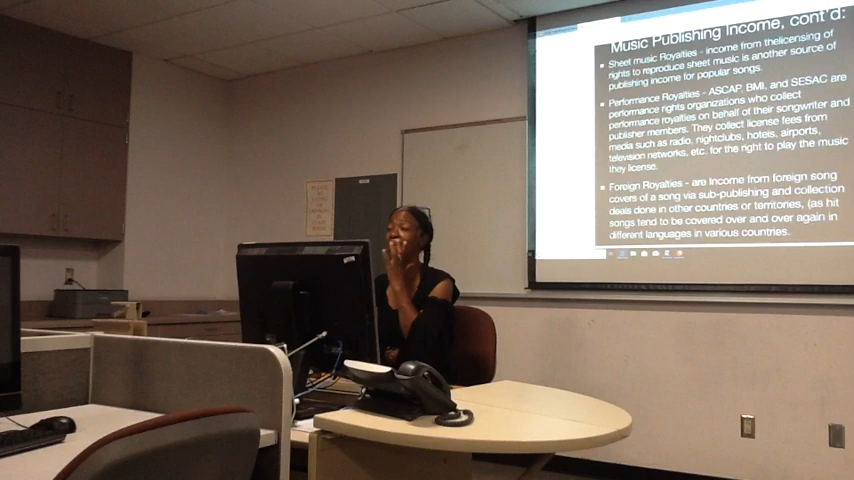 Music Publishing Income, cont'd:
Sheet music Royalties - income from thelicensing of
rights to reproduce sheet music is another source of
publishing income for popular songs.
Performance Royalties - ASCAP, BMI, and SESAC are
performance rights organizations who collect
performance royalties on behalf of their songwriter and
publisher members. They collect license fees from
media such as radio, nightclubs, hotels, airports,
television networks, etc. for the right to play the music
they license.
Foreign Royalties - are Income from foreign song
covers of a song via sub-publishing and collection
deals done in other countries or territories, (as hit
songs tend to be covered over and over again in
different languages in various countries.